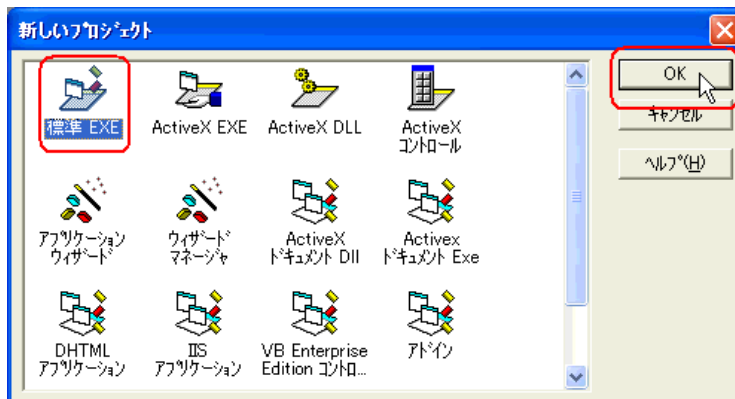 新しいﾌﾟﾛｼﾞｪｸﾄ
標準 EXE
ActiveX EXE
ActiveX DLL
ActiveX
ｺﾝﾄﾛｰﾙ
ｱﾌﾟﾘｹｰｼｮﾝ
ｳｨｻﾞｰﾄﾞ
ｳｨｻﾞｰﾄﾞ
ﾏﾈｰｼﾞｬ
ActiveX
ﾄﾞｷｭﾒﾝﾄ Dll
Activex
ﾄﾞｷｭﾒﾝﾄ Exe
DHTML
ｱﾌﾟﾘｹｰｼｮﾝ
IIS
ｱﾌﾟﾘｹｰｼｮﾝ
VB Enterprise
Edition ｺﾝﾄﾛ...
ｱﾄﾞｲﾝ
OK
ｷｬﾝｾﾙ
ﾍﾙﾌﾟ(H)